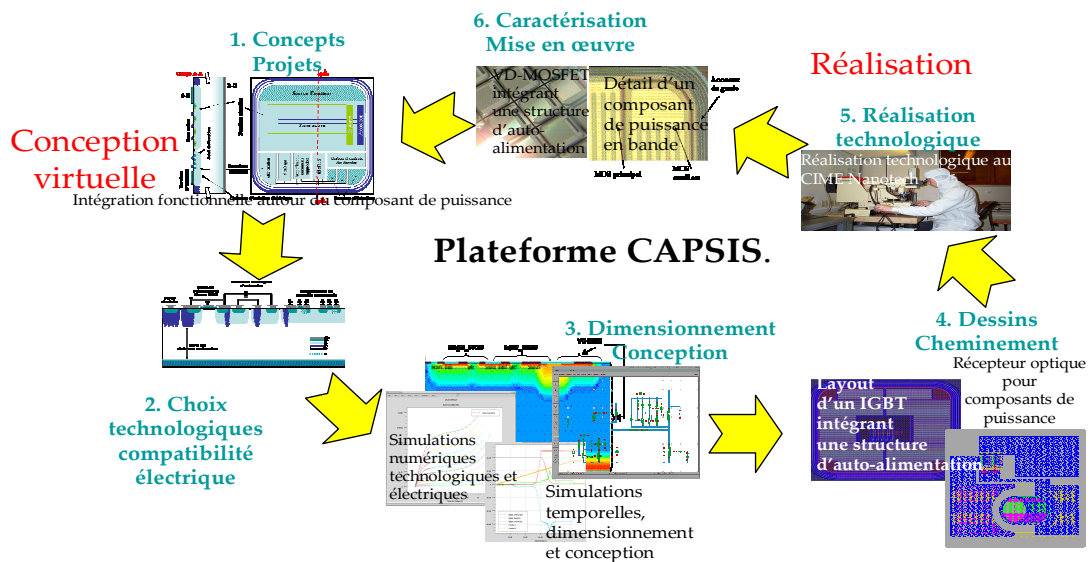 6. Caractérisation
Mise en œuvre
1. Concepts
Projets
Réalisation
VD-MOSFET
intégrant
une structure
d'auto-
alimentation
Détail d'un
composant
de puissance
en bande
MOS principal
5. Réalisation
technologique
Réalisation technologique au
CIME Nanotech
Conception
virtuelle
Intégration fonctionnelle autour du composant de puissance
Plateforme CAPSIS.
3. Dimensionnement
Conception
4. Dessins
Cheminement
Récepteur optique
pour
composants de
puissance
Layout
d'un IGBT
intégrant
une structure
d'auto-alimentation
2. Choix
technologiques
compatibilité
électrique
Simulations
numériques
technologiques et
électriques
Simulations
temporelles,
dimensionnement
et conception